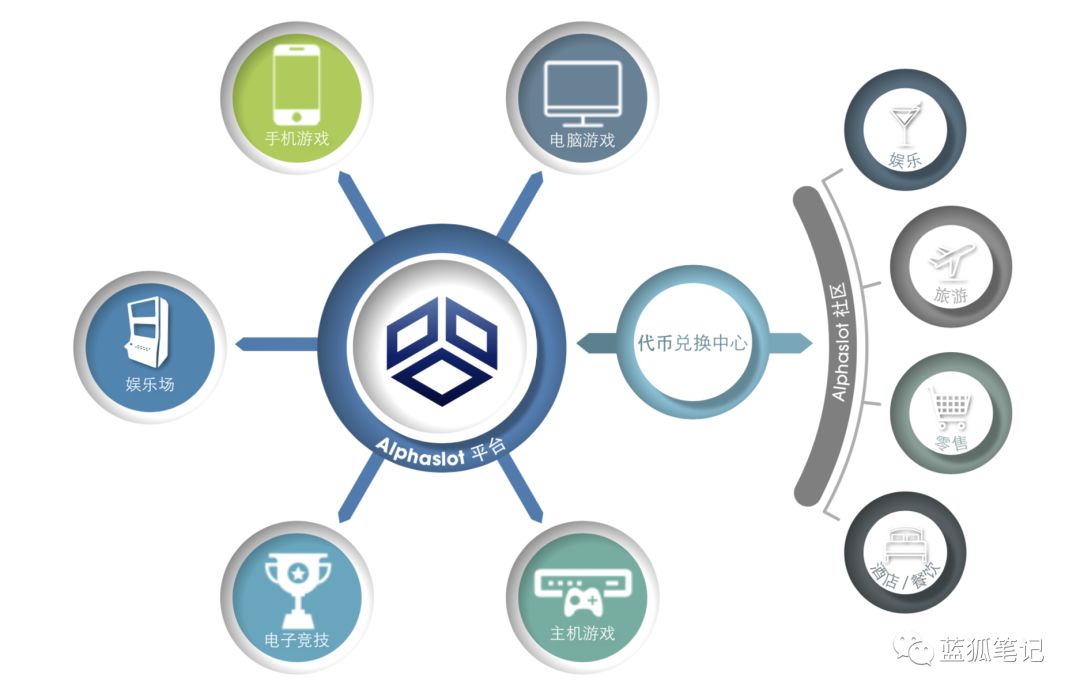 手机游戏
电脑游戏
娱乐场
Alphaslot 平台
电子竞技
主机游戏
代币兑换中心
Alphaslot 社区
娱乐
旅游
零售
酒店 / 餐饮
蓝狐笔记